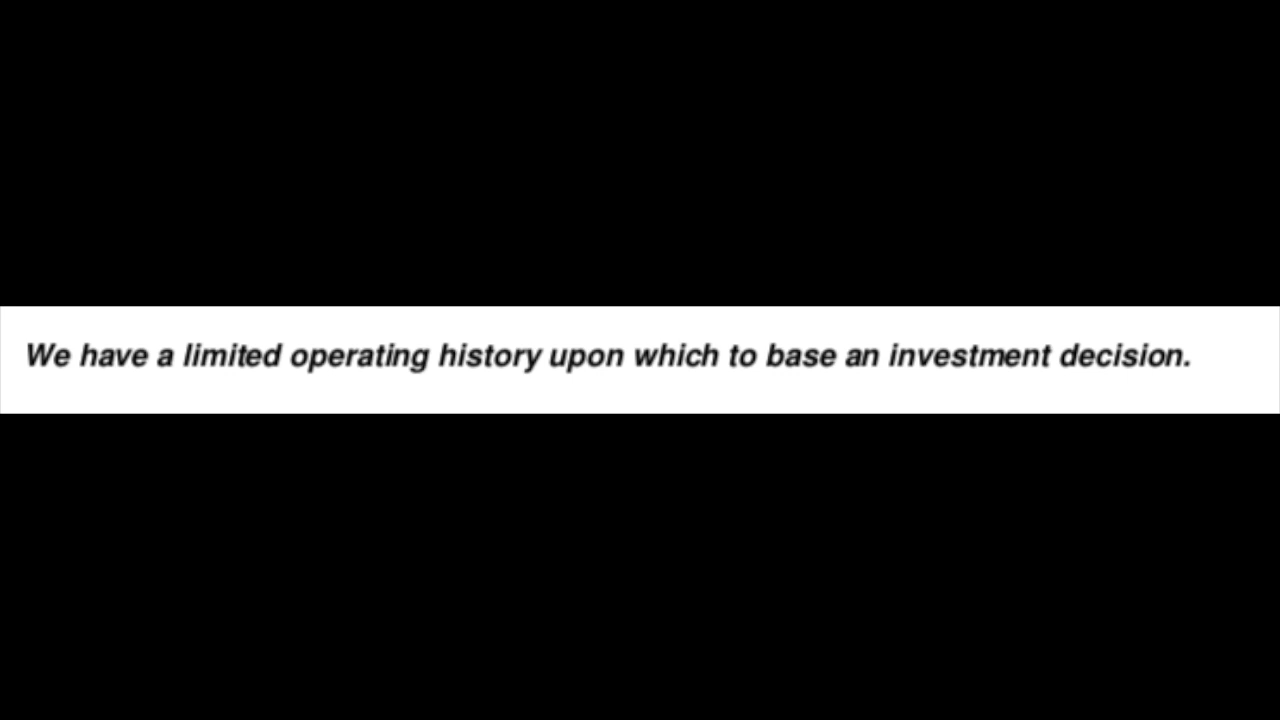 We have a limited operating history upon which to base an investment decision.